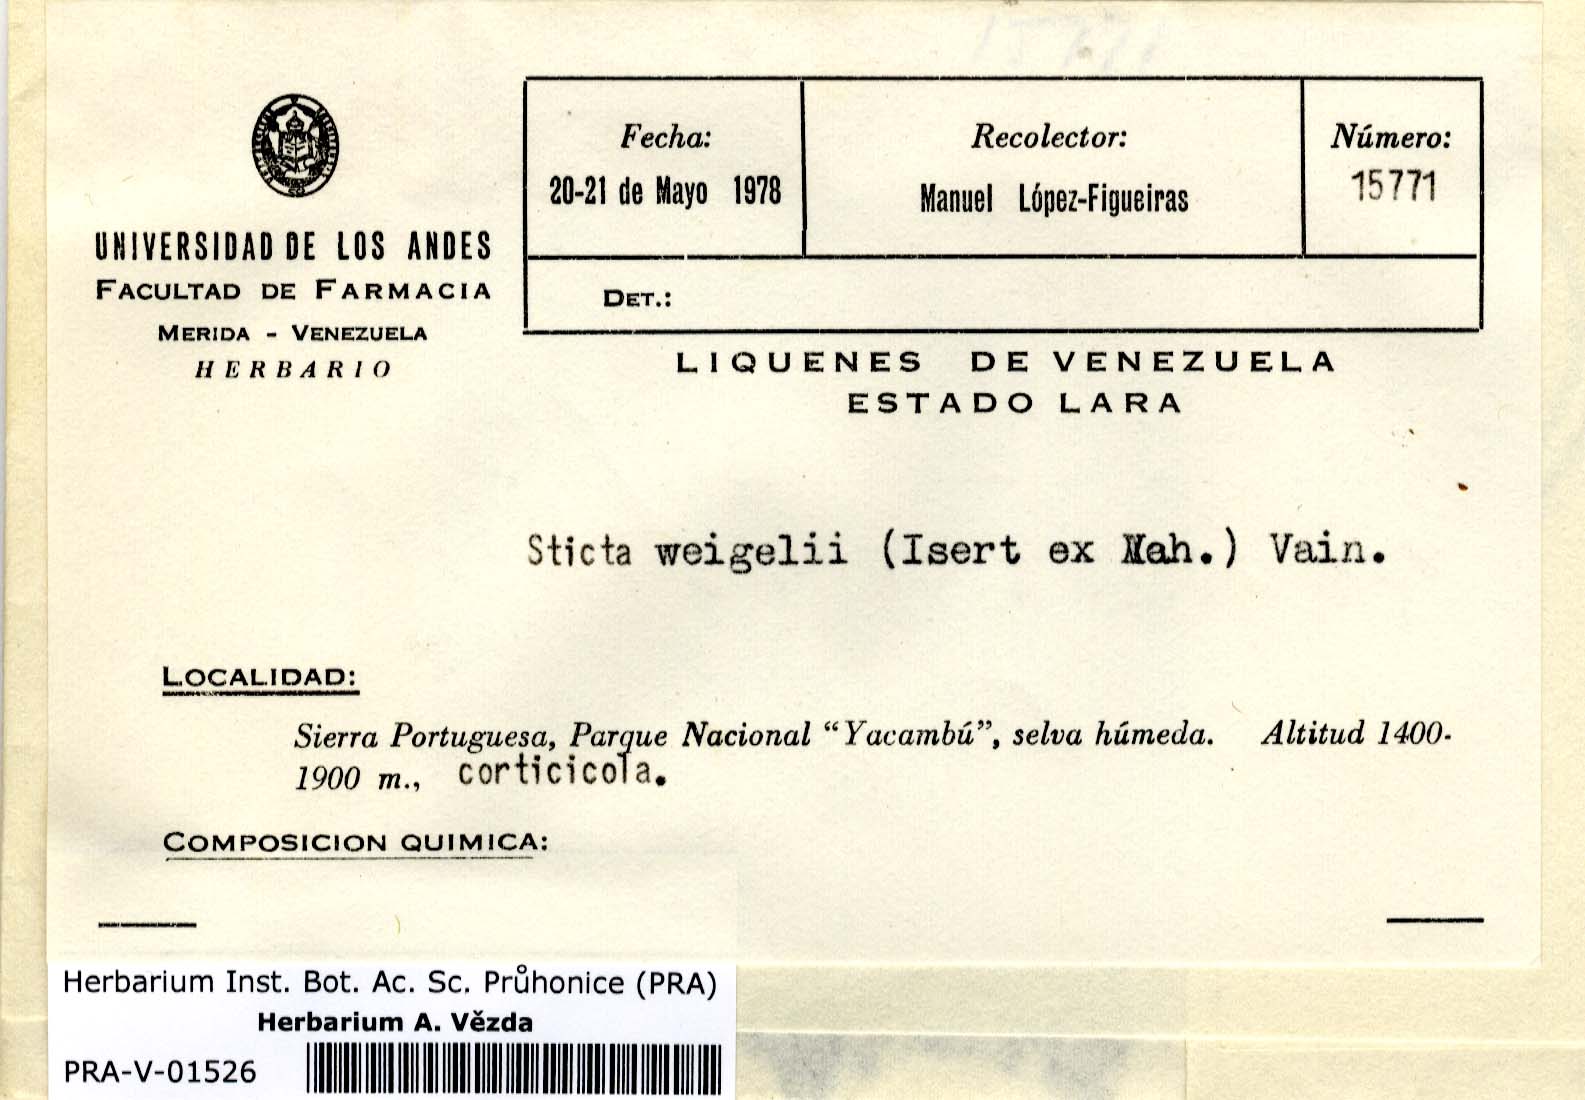 UNIVERSIDAD DE LOS ANDES
FACULTAD DE FARMACIA
MERIDA - VENEZUELA
HERBARIO
Fecha:
20-21 de Mayo 1978
Recolector:
Manuel López-Figueiras
Número:
15771
DET.:
LIQUENES DE VENEZUELA
ESTADO LARA
Sticta weigelii (Isert ex Hah.) Vain.
LOCALIDAD:
Sierra Portuguesa, Parque Nacional “Yacambú”, selva húmeda. Altitud 1400-
1900 m., corticicola.
COMPOSICION QUIMICA:
Herbarium Inst. Bot. Ac. Sc. Průhonice (PRA)
Herbarium A. Vězda
PRA-V-01526